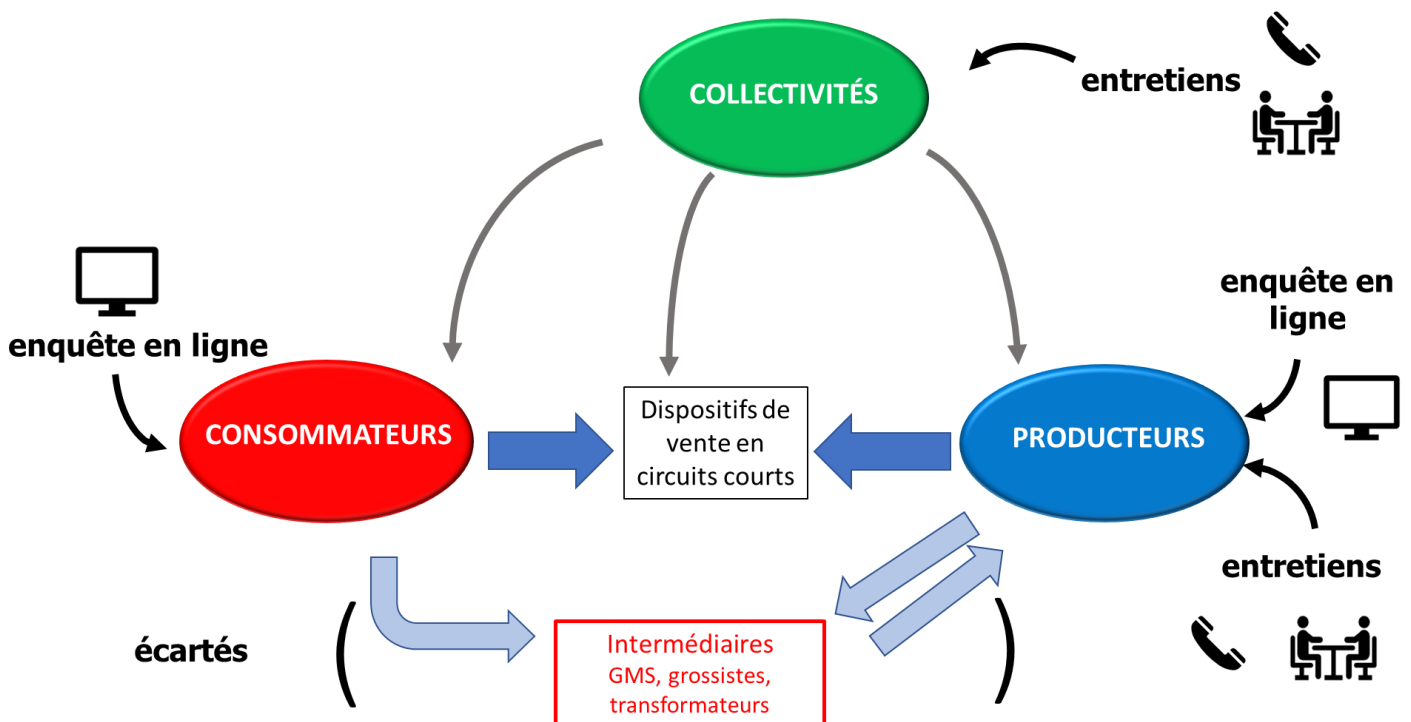 COLLECTIVITÉS
entretiens
enquête en ligne
enquête en
ligne
CONSOMMATEURS
Dispositifs de
vente en
circuits courts
PRODUCTEURS
entretiens
écartés
Intermédiaires
GMS, grossistes,
transformateurs